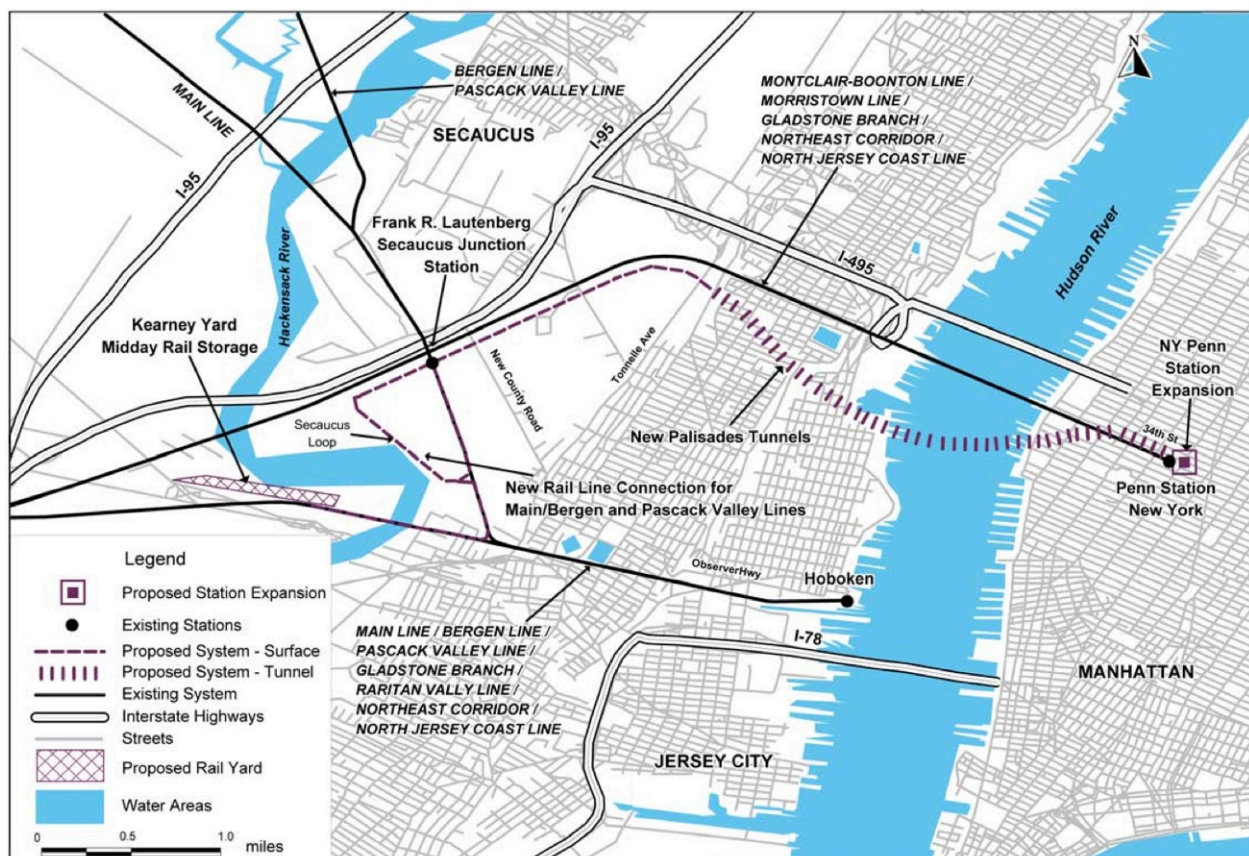 MAIN LINE
BERGEN LINE /
PASCACK VALLEY LINE
SECAUCUS
I-95
I-95
MONTCLAIR-BOONTON LINE /
MORRISTOWN LINE /
GLADSTONE BRANCH /
NORTHEAST CORRIDOR /
NORTH JERSEY COAST LINE
N
Hudson River
I-495
Frank R. Lautenberg
Secaucus Junction
Station
Hackensack River
Kearney Yard
Midday Rail Storage
New County Road
Tonnelle Ave
NY Penn
Station
Expansion
34th St
Secaucus
Loop
New Palisades Tunnels
New Rail Line Connection for
Main/Bergen and Pascack Valley Lines
Penn Station
New York
ObserverHwy
Hoboken
I-78
MAIN LINE / BERGEN LINE /
PASCACK VALLEY LINE /
GLADSTONE BRANCH /
RARITAN VALLY LINE /
NORTHEAST CORRIDOR /
NORTH JERSEY COAST LINE
MANHATTAN
JERSEY CITY
Legend
Proposed Station Expansion
Existing Stations
Proposed System - Surface
Proposed System - Tunnel
Existing System
Interstate Highways
Streets
Proposed Rail Yard
Water Areas
0 0.5 1.0
miles